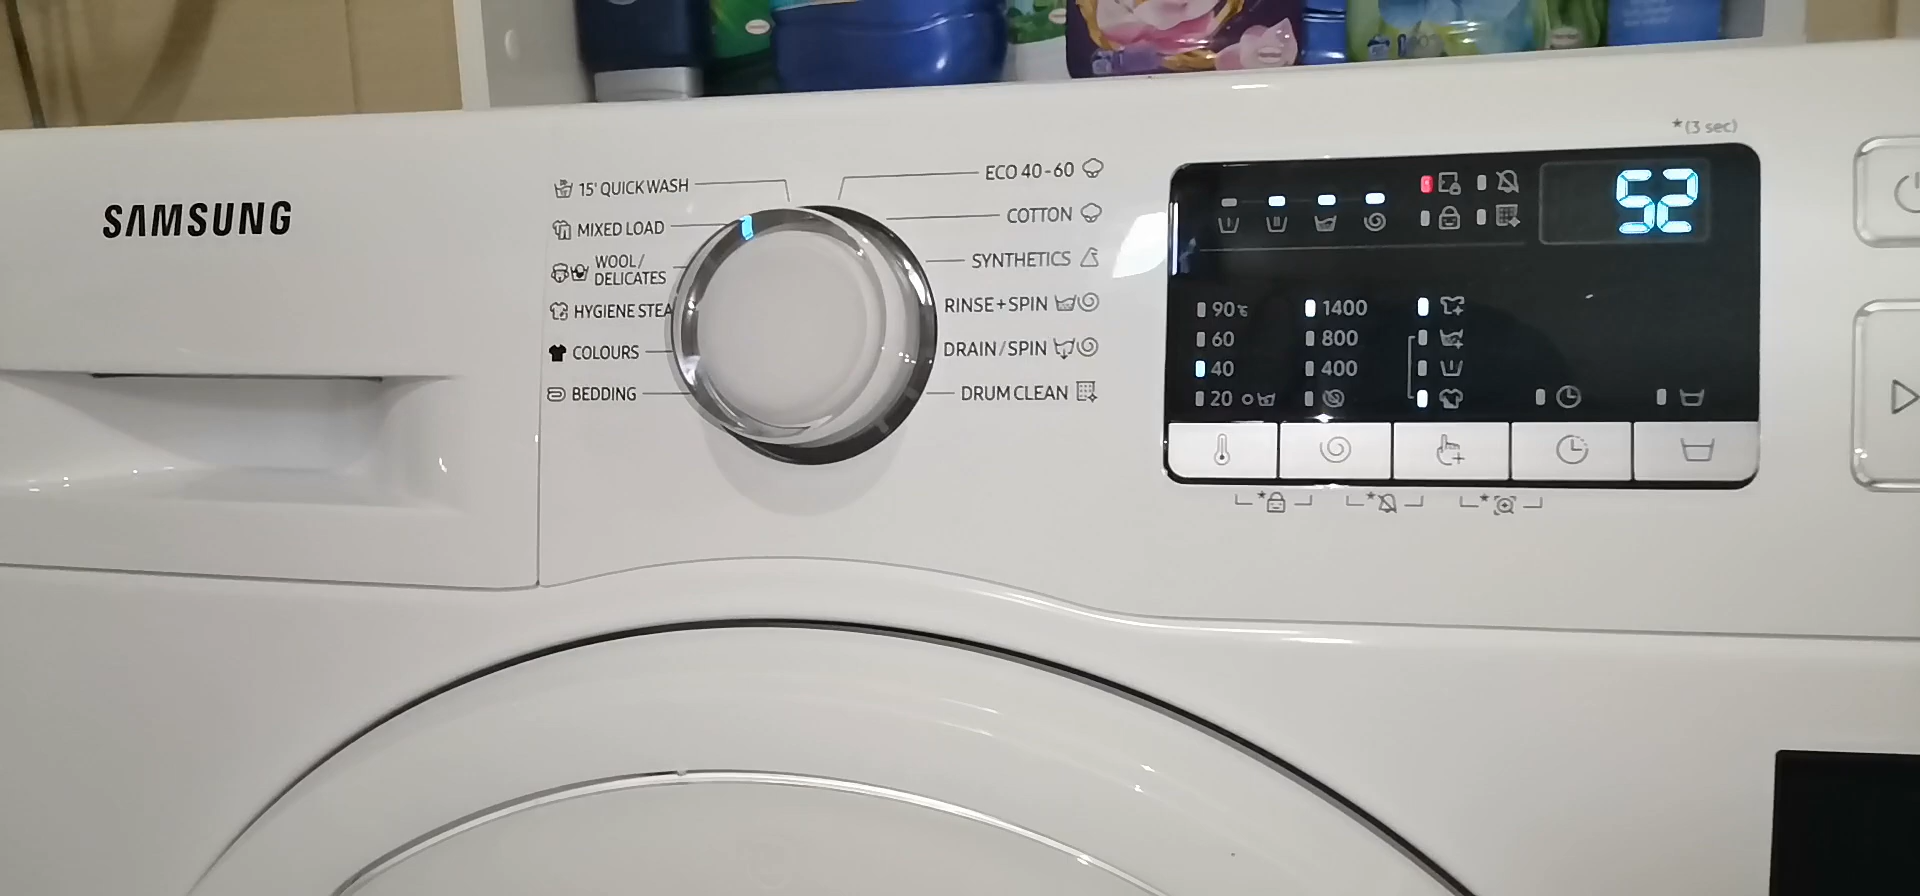 *(3 sec)
SAMSUNG
15' QUICK WASH
MIXED LOAD
WOOL/
DELICATES
HYGIENE STEA
COLOURS
BEDDING
ECO 40-60
COTTON
SYNTHETICS
RINSE+SPIN
DRAIN/SPIN
DRUM CLEAN
52
90℃ 1400
60 800
40 400
20